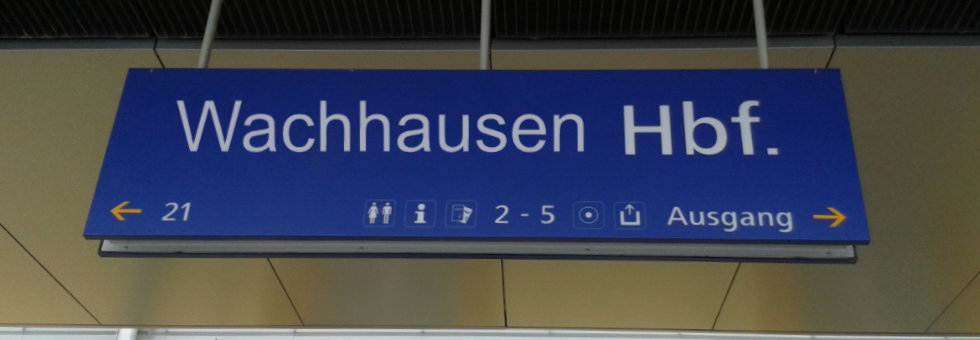 Wachhausen Hbf.
← 21 2 - 5 Ausgang →